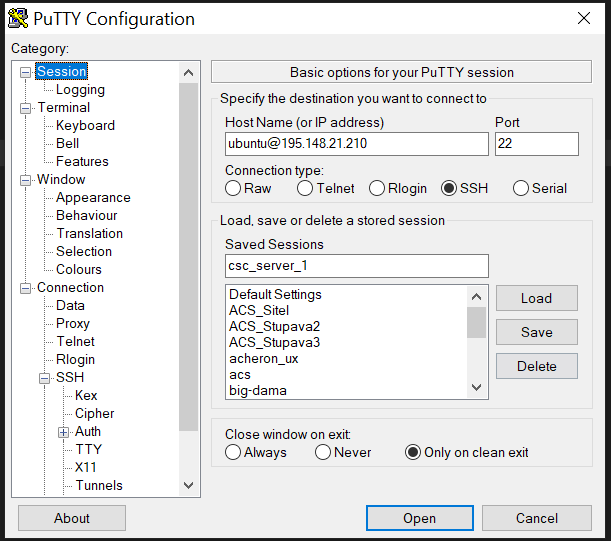 PuTTY Configuration
Category:
Session
Logging
Terminal
Keyboard
Bell
Features
Window
Appearance
Behaviour
Translation
Selection
Colours
Connection
Data
Proxy
Telnet
Rlogin
SSH
Kex
Cipher
Auth
TTY
X11
Tunnels
Basic options for your PuTTY session
Specify the destination you want to connect to
Host Name (or IP address) Port
ubuntu@195.148.21.210 22
Connection type:
Raw Telnet Rlogin SSH Serial
Load, save or delete a stored session
Saved Sessions
csc_server_1
Default Settings
ACS_Sitel
ACS_Stupava2
ACS_Stupava3
acheron_ux
acs
big-dama
Load
Save
Delete
Close window on exit:
Always Never Only on clean exit
About Open Cancel